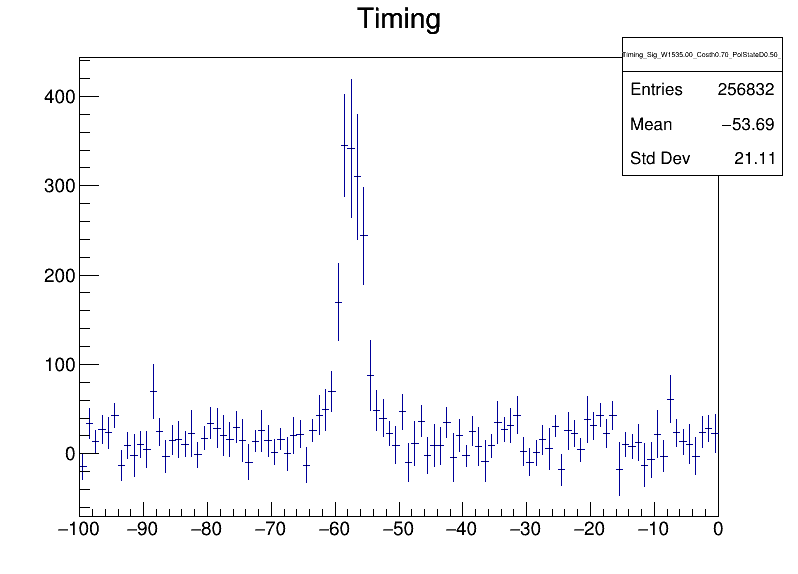 Timing
Timing_Sig_W1535.00_Costh0.70_PolStateD0.50_
Entries 256832
Mean −53.69
Std Dev 21.11
400
300
200
100
0
−100 −90 −80 −70 −60 −50 −40 −30 −20 −10 0